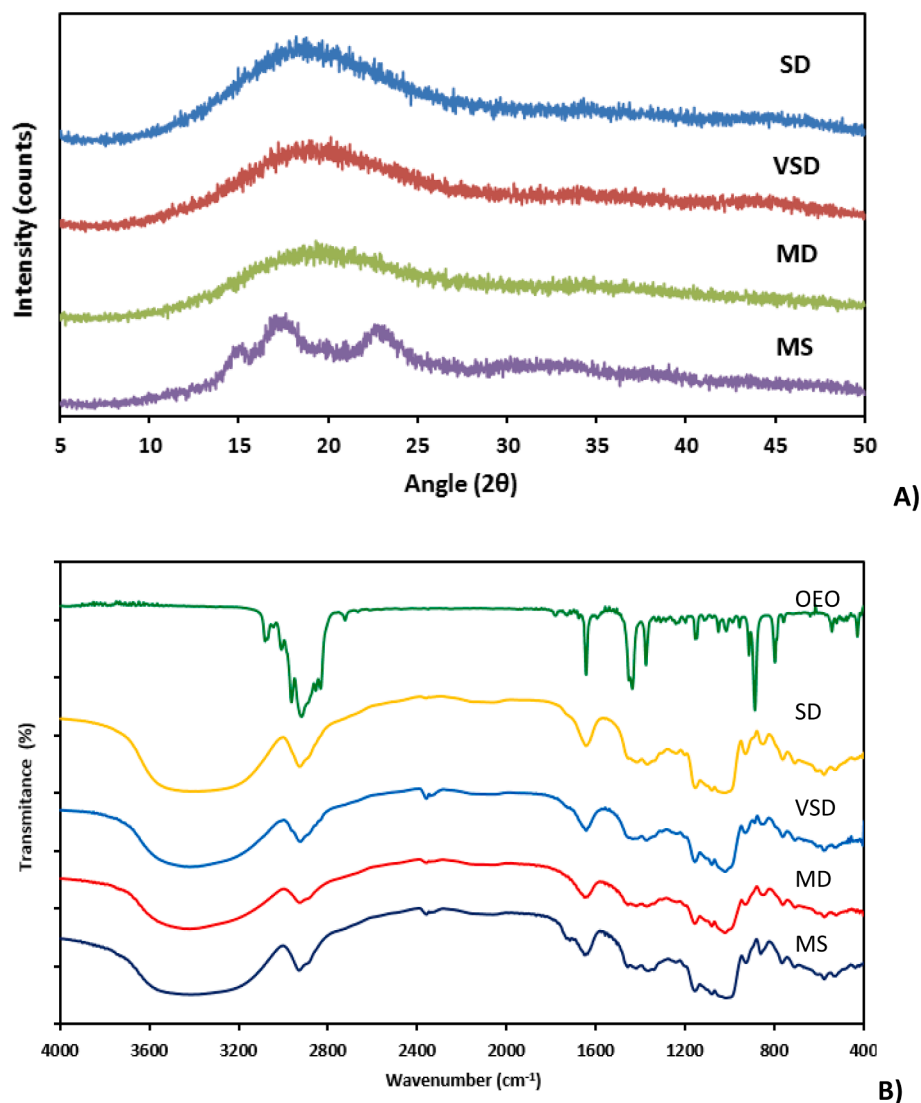 SD
VSD
MD
MS
Intensity (counts)
5 10 15 20 25 30 35 40 45 50
Angle (2θ)
A)
OEO
SD
VSD
MD
MS
Transmitance (%)
4000 3600 3200 2800 2400 2000 1600 1200 800 400
Wavenumber (cm⁻¹)
B)